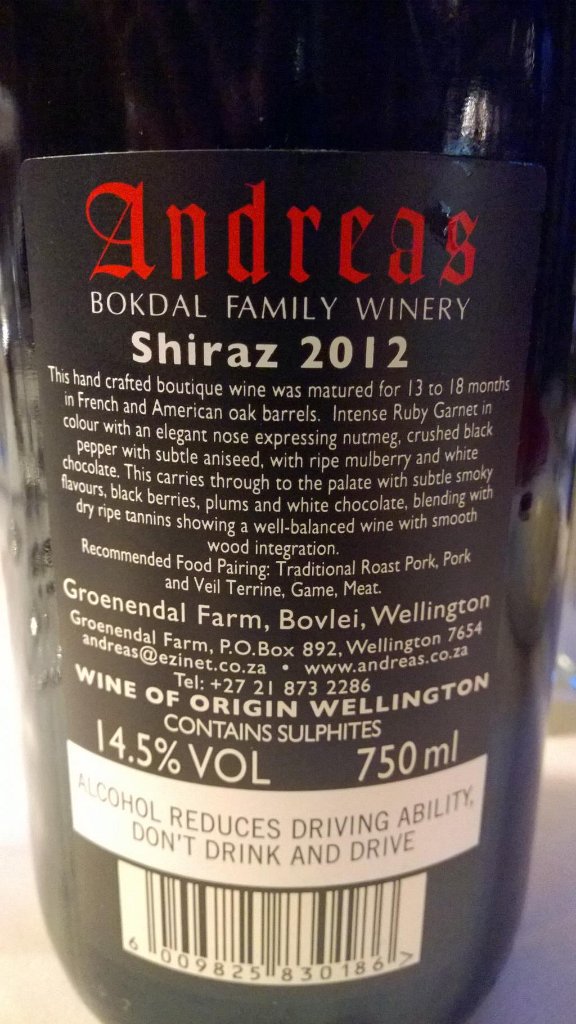 Andreas
BOKDAL FAMILY WINERY
Shiraz 2012
This hand crafted boutique wine was matured for 13 to 18 months
in French and American oak barrels. Intense Ruby Garnet in
colour with an elegant nose expressing nutmeg, crushed black
pepper with subtle aniseed, with ripe mulberry and white
chocolate. This carries through to the palate with subtle smoky
flavours, black berries, plums and white chocolate, blending with
dry ripe tannins showing a well-balanced wine with smooth
wood integration.
Recommended Food Pairing: Traditional Roast Pork, Pork
and Veil Terrine, Game, Meat.
Groenendal Farm, Bovlei, Wellington
Groenendal Farm, P.O.Box 892, Wellington 7654
andreas@ezinet.co.za • www.andreas.co.za
Tel: +27 21 873 2286
WINE OF ORIGIN WELLINGTON
CONTAINS SULPHITES
14.5% VOL 750 ml
ALCOHOL REDUCES DRIVING ABILITY,
DON'T DRINK AND DRIVE
6 009825 830186 >